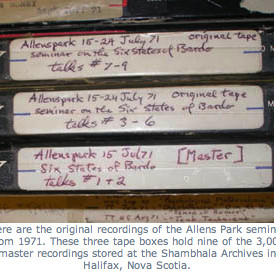 Allenspark 15-24 July 71 original tape
seminar on the Six States of Bardo
talks # 7-9
Allenspark 15-24 July 71 Original tape
seminar on the Six States of Bardo
talks # 3 - 6
Allenspark 15 Jul 71 [Master]
Six States of Bardo
Talks # 1 + 2
ere are the original recordings of the Allens Park semin
om 1971. These three tape boxes hold nine of the 3,00
master recordings stored at the Shambhala Archives in
Halifax, Nova Scotia.